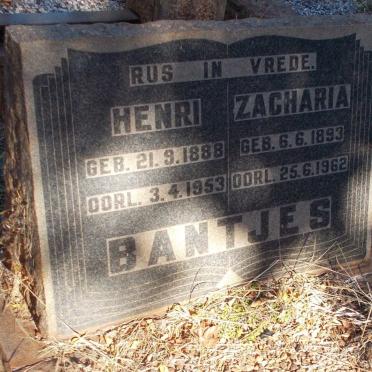 RUS IN VREDE.
HENRI
GEB. 21.9.1888
OORL. 3.4.1953
ZACHARIA
GEB. 6.6.1893
OORL. 25.6.1962
BANTJES